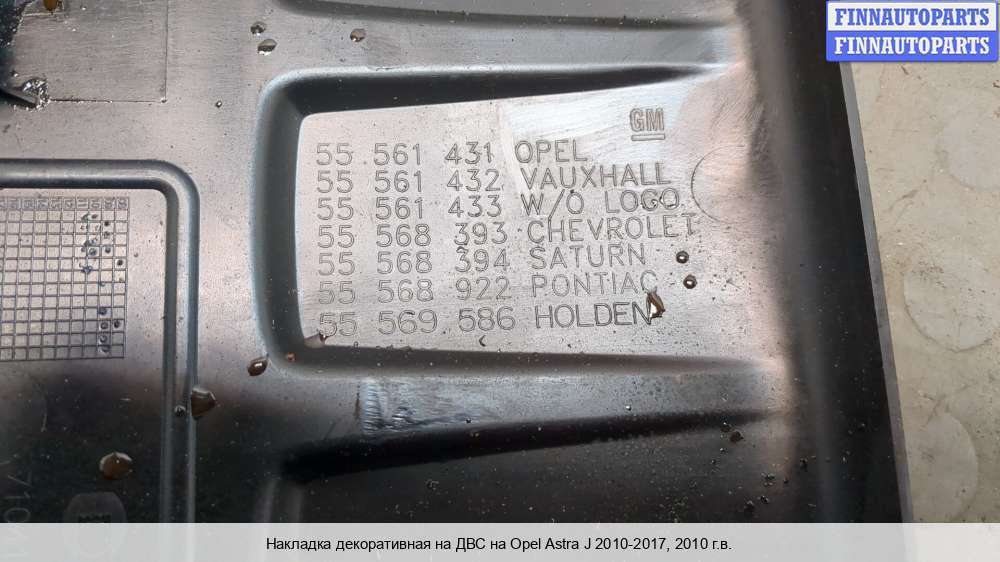 FINNAUTOPARTS
FINNAUTOPARTS
GM
55 561 431 OPEL
55 561 432 VAUXHALL
55 561 433 W/O LOGO
55 568 393 CHEVROLET
55 568 394 SATURN
55 568 922 PONTIAC
55 569 586 HOLDEN
Накладка декоративная на ДВС на Opel Astra J 2010-2017, 2010 г.в.